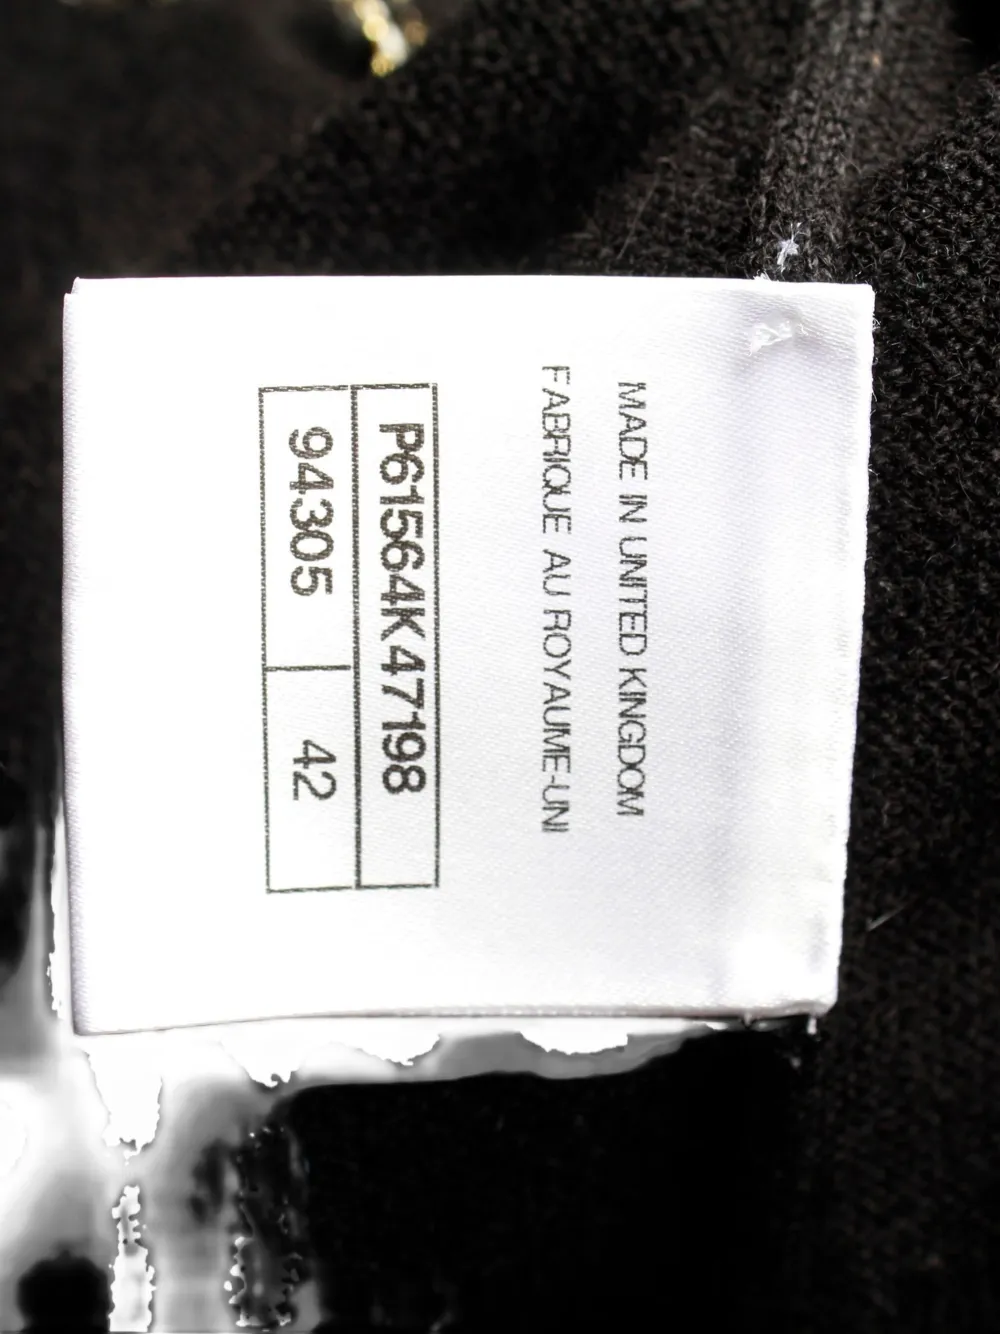 MADE IN UNITED KINGDOM
FABRIQUE AU ROYAUME-UNI
P61564K47198
94305 42